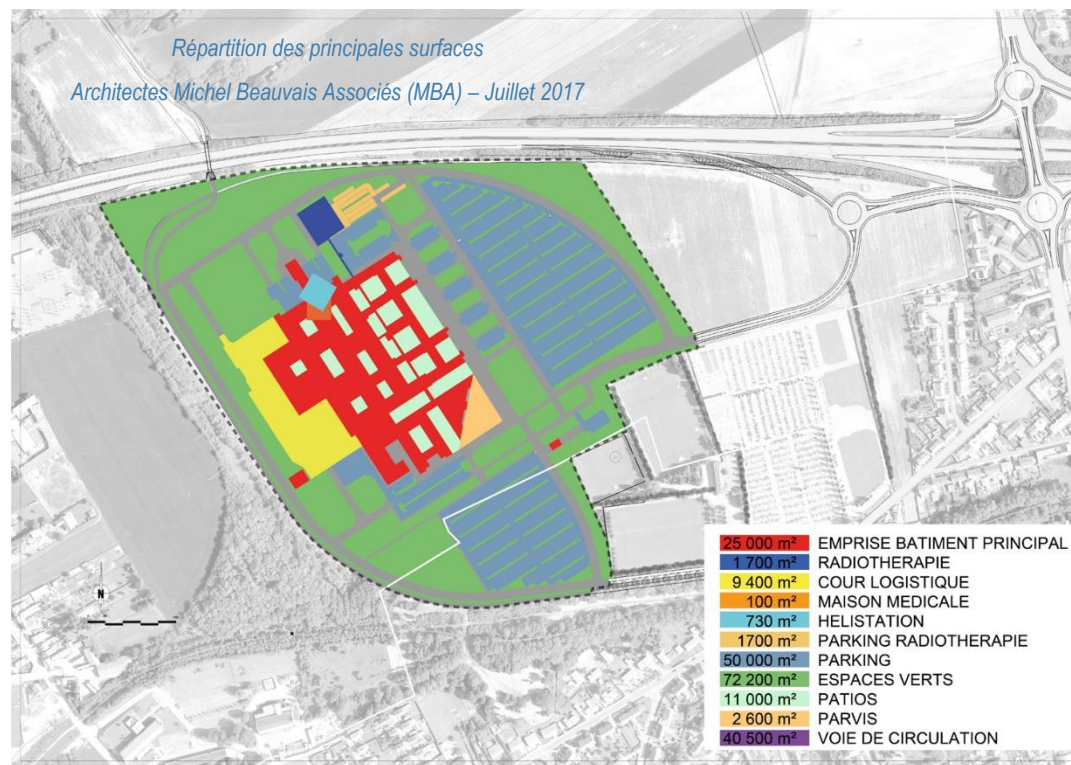 Répartition des principales surfaces
Architectes Michel Beauvais Associés (MBA) – Juillet 2017
N
25 000 m² EMPRISE BATIMENT PRINCIPAL
1 700 m² RADIOTHERAPIE
9 400 m² COUR LOGISTIQUE
100 m² MAISON MEDICALE
730 m² HELISTATION
1700 m² PARKING RADIOTHERAPIE
50 000 m² PARKING
72 200 m² ESPACES VERTS
11 000 m² PATIOS
2 600 m² PARVIS
40 500 m² VOIE DE CIRCULATION